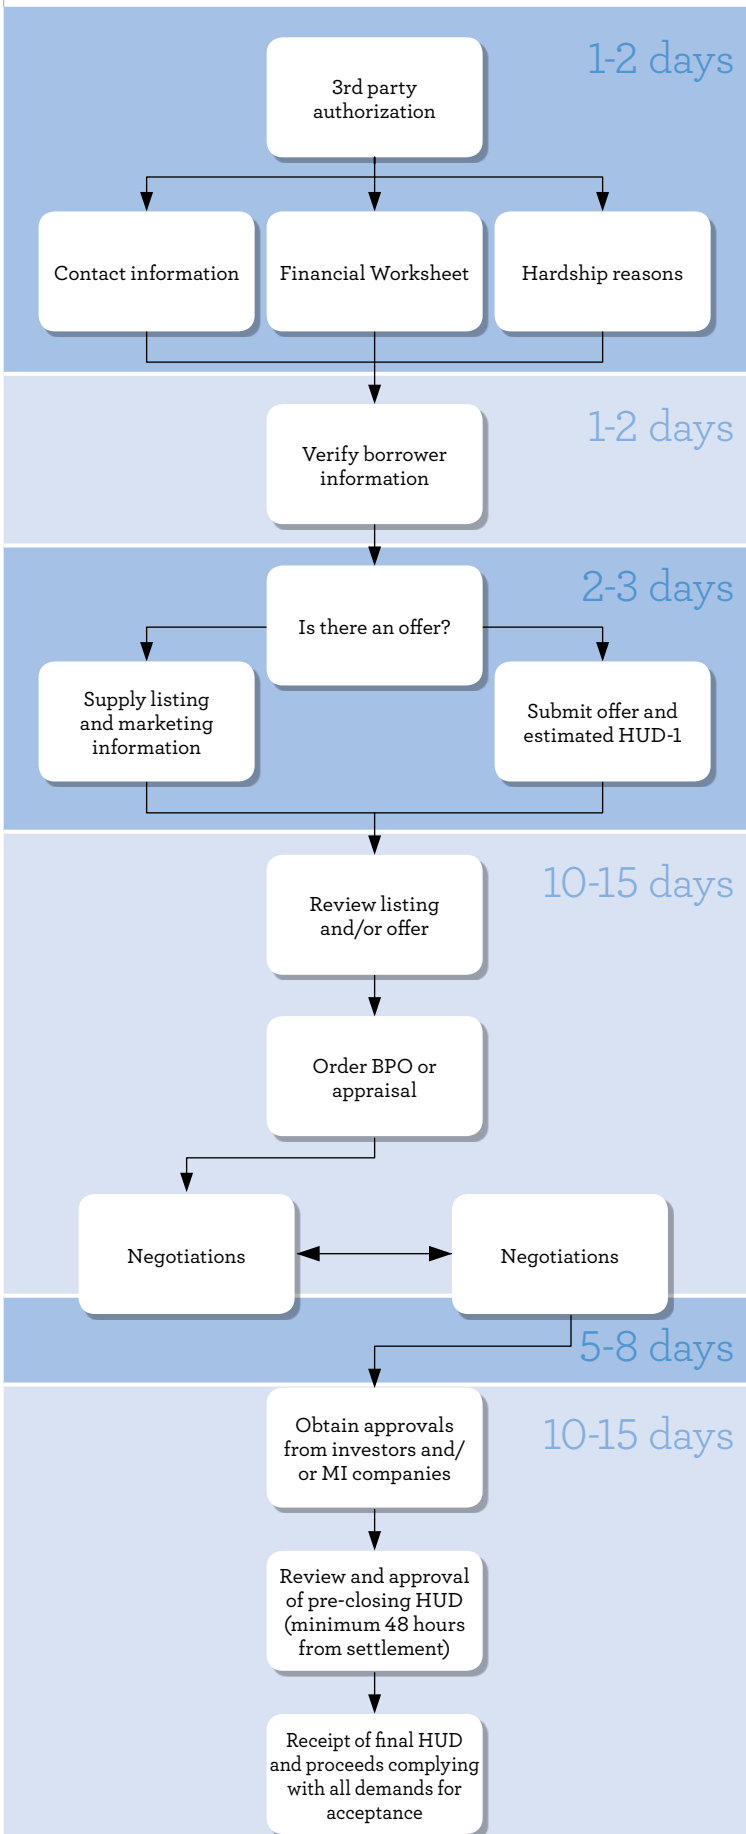 1-2 days
3rd party
authorization
Contact information
Financial Worksheet
Hardship reasons
1-2 days
Verify borrower
information
2-3 days
Is there an offer?
Supply listing
and marketing
information
Submit offer and
estimated HUD-1
10-15 days
Review listing
and/or offer
Order BPO or
appraisal
Negotiations
Negotiations
5-8 days
10-15 days
Obtain approvals
from investors and/
or MI companies
Review and approval
of pre-closing HUD
(minimum 48 hours
from settlement)
Receipt of final HUD
and proceeds complying
with all demands for
acceptance